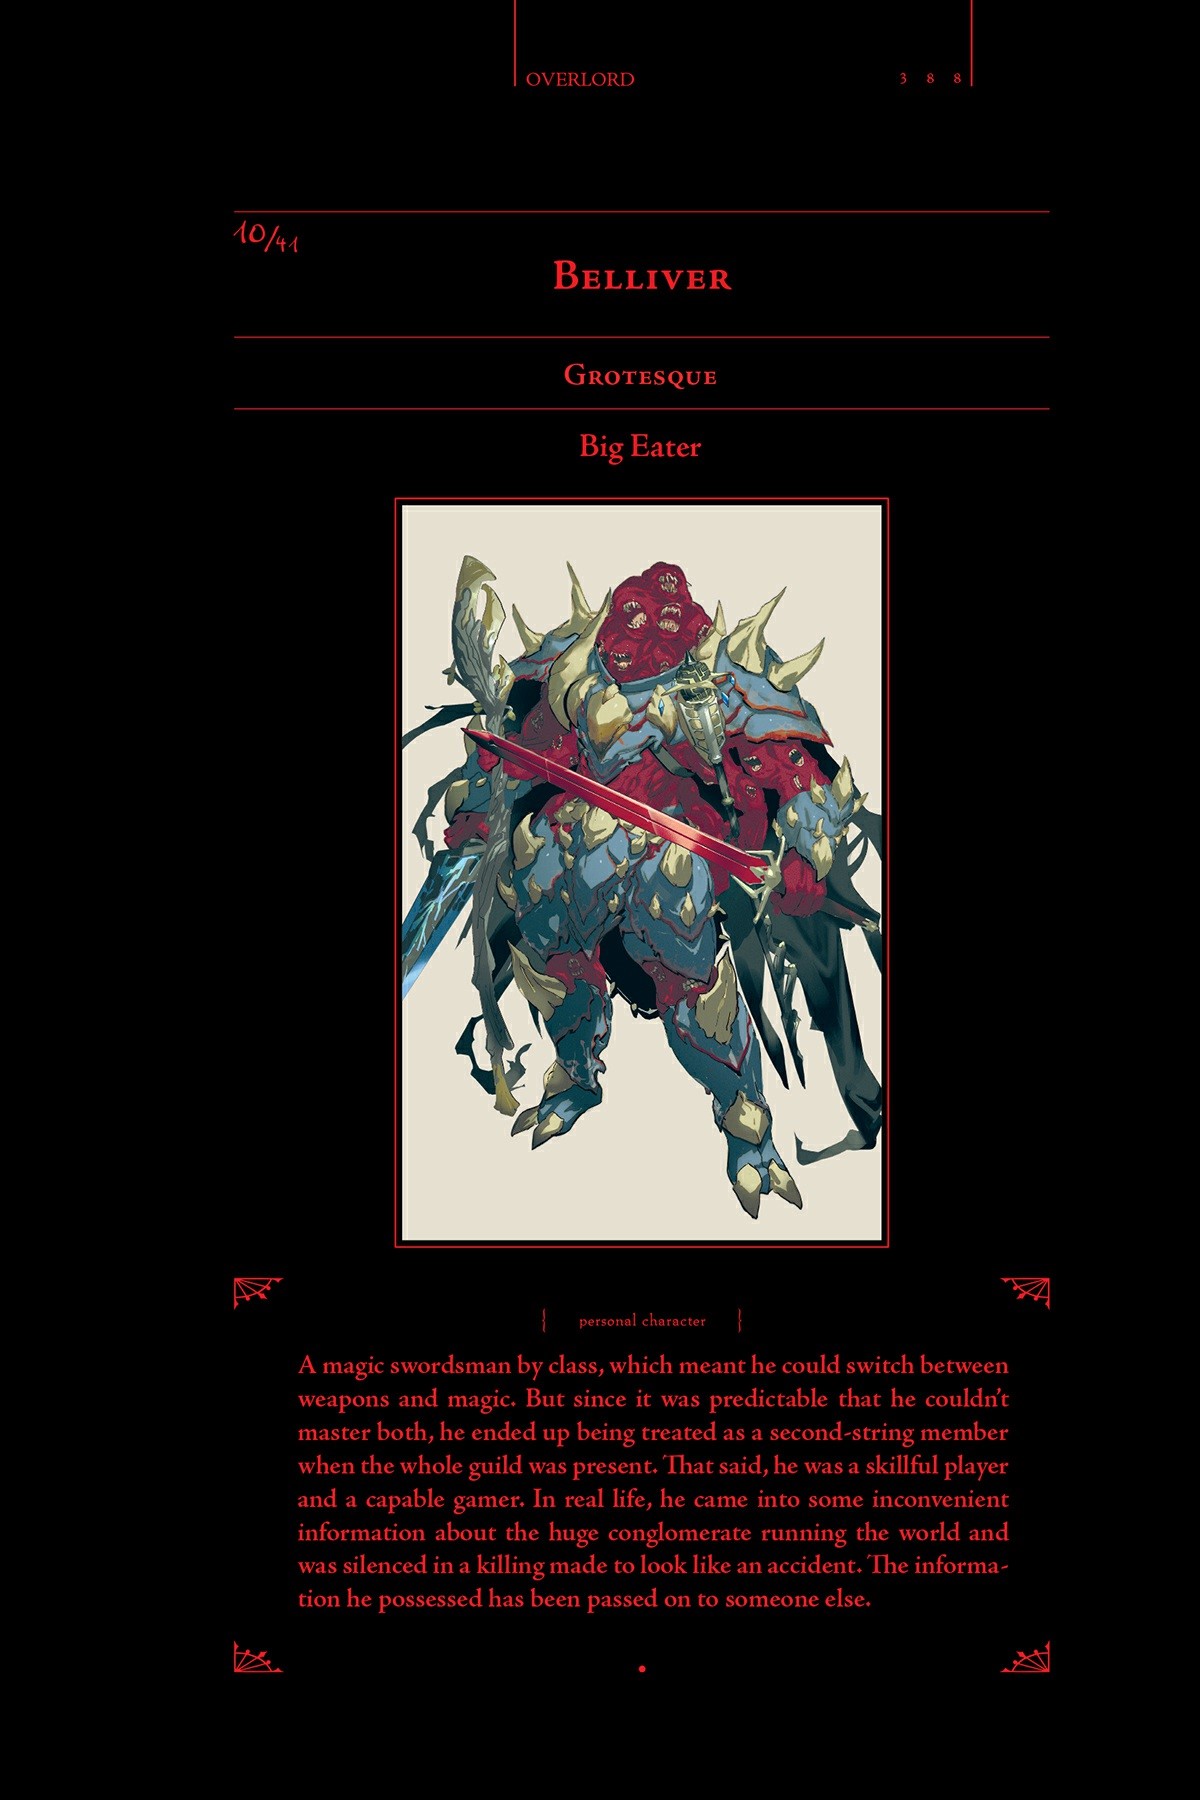 OVERLORD 388
10/41
BELLIVER
GROTESQUE
Big Eater
{ personal character }
A magic swordsman by class, which meant he could switch between
weapons and magic. But since it was predictable that he couldn’t
master both, he ended up being treated as a second-string member
when the whole guild was present. That said, he was a skillful player
and a capable gamer. In real life, he came into some inconvenient
information about the huge conglomerate running the world and
was silenced in a killing made to look like an accident. The informa-
tion he possessed has been passed on to someone else.